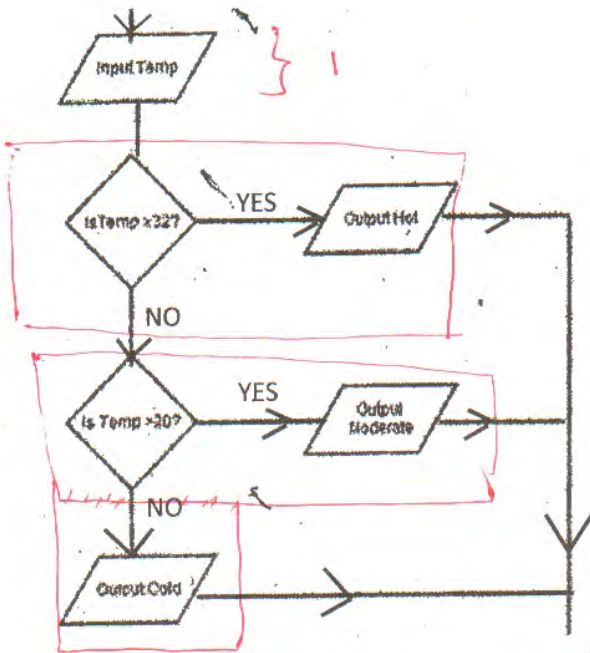 Input Temp
1
Is Temp >32?
YES
Output Hot
NO
Is Temp >20?
YES
Output
Moderate
NO
Output Cold